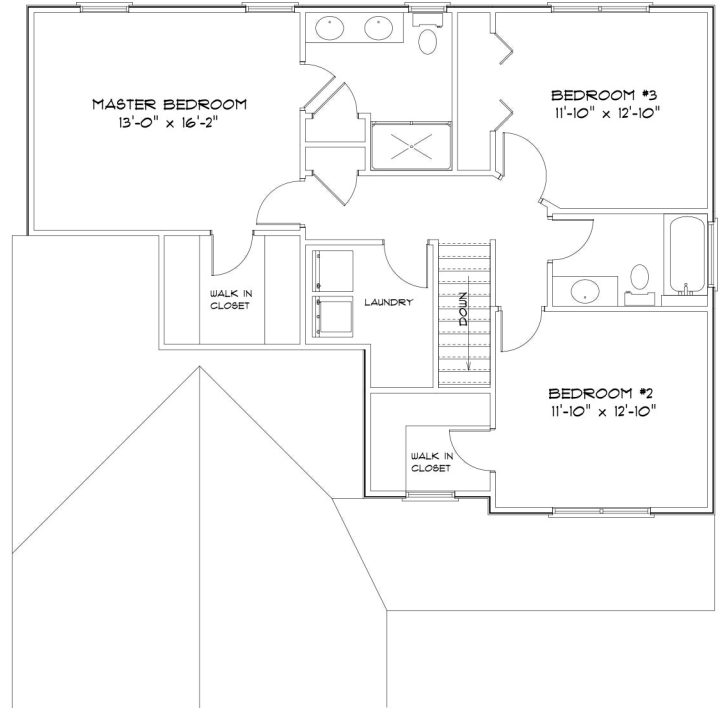 MASTER BEDROOM
13'-0" x 16'-2"
BEDROOM #3
11'-10" x 12'-10"
WALK IN
CLOSET
LAUNDRY
DOWN
BEDROOM #2
11'-10" x 12'-10"
WALK IN
CLOSET